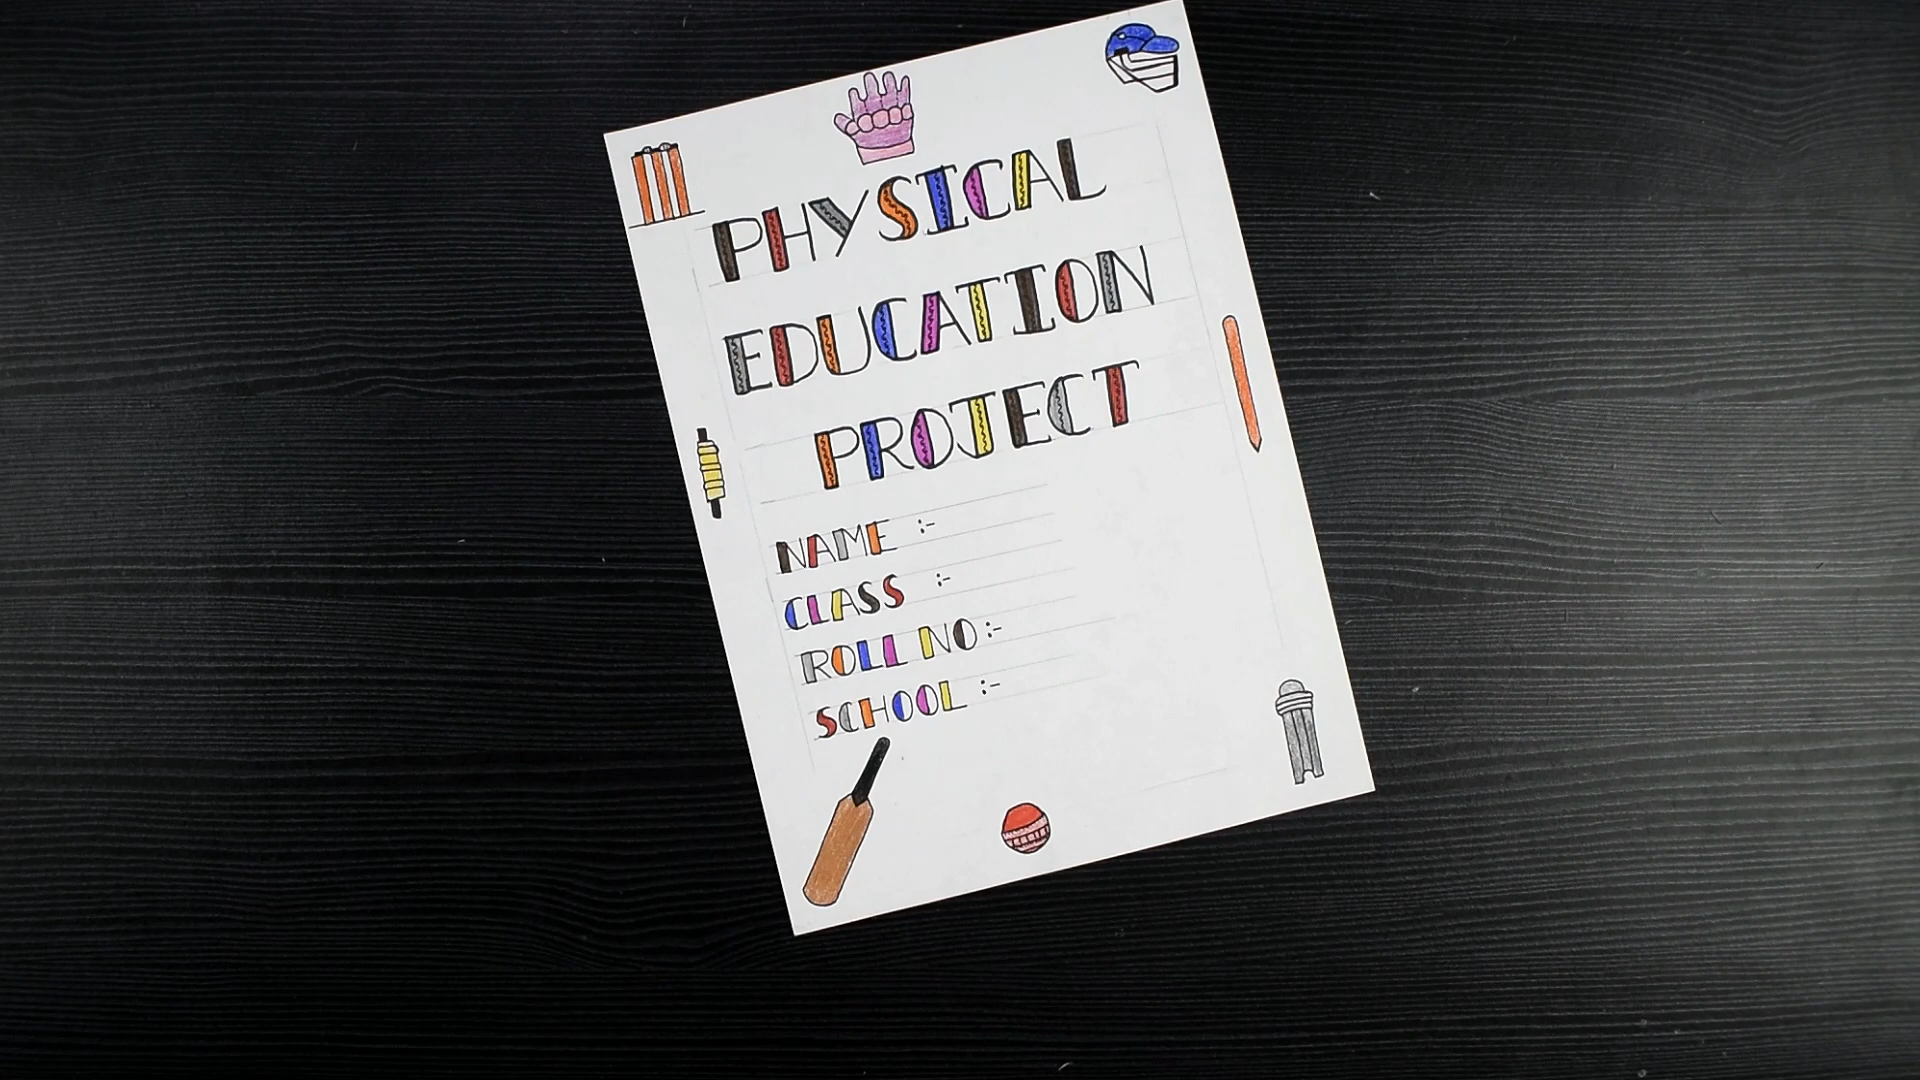 PHYSICAL
EDUCATION
PROJECT
NAME :-
CLASS :-
ROLL NO :-
SCHOOL :-